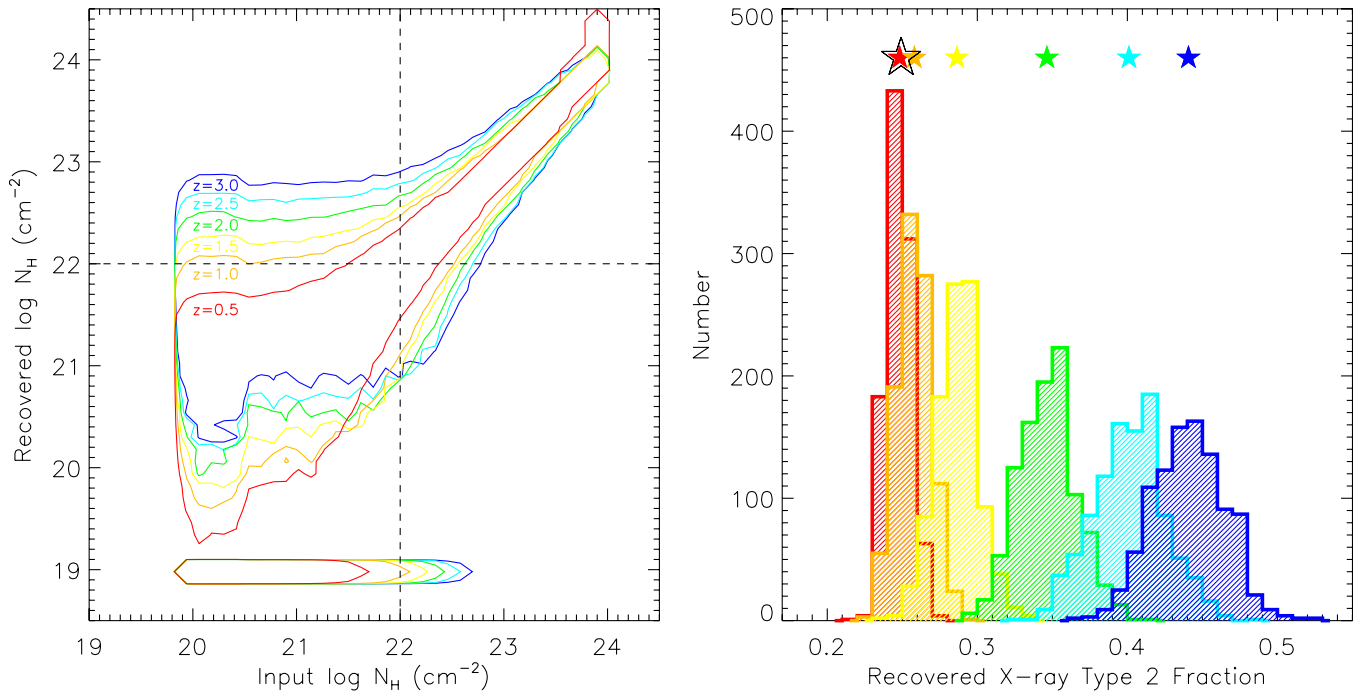 24
23
22
21
20
19
z=3.0
z=2.5
z=2.0
z=1.5
z=1.0
z=0.5
Recovered log N_H (cm^-2)
19 20 21 22 23 24
Input log N_H (cm^-2)
500
400
300
200
100
0
Number
0.2 0.3 0.4 0.5
Recovered X-ray Type 2 Fraction